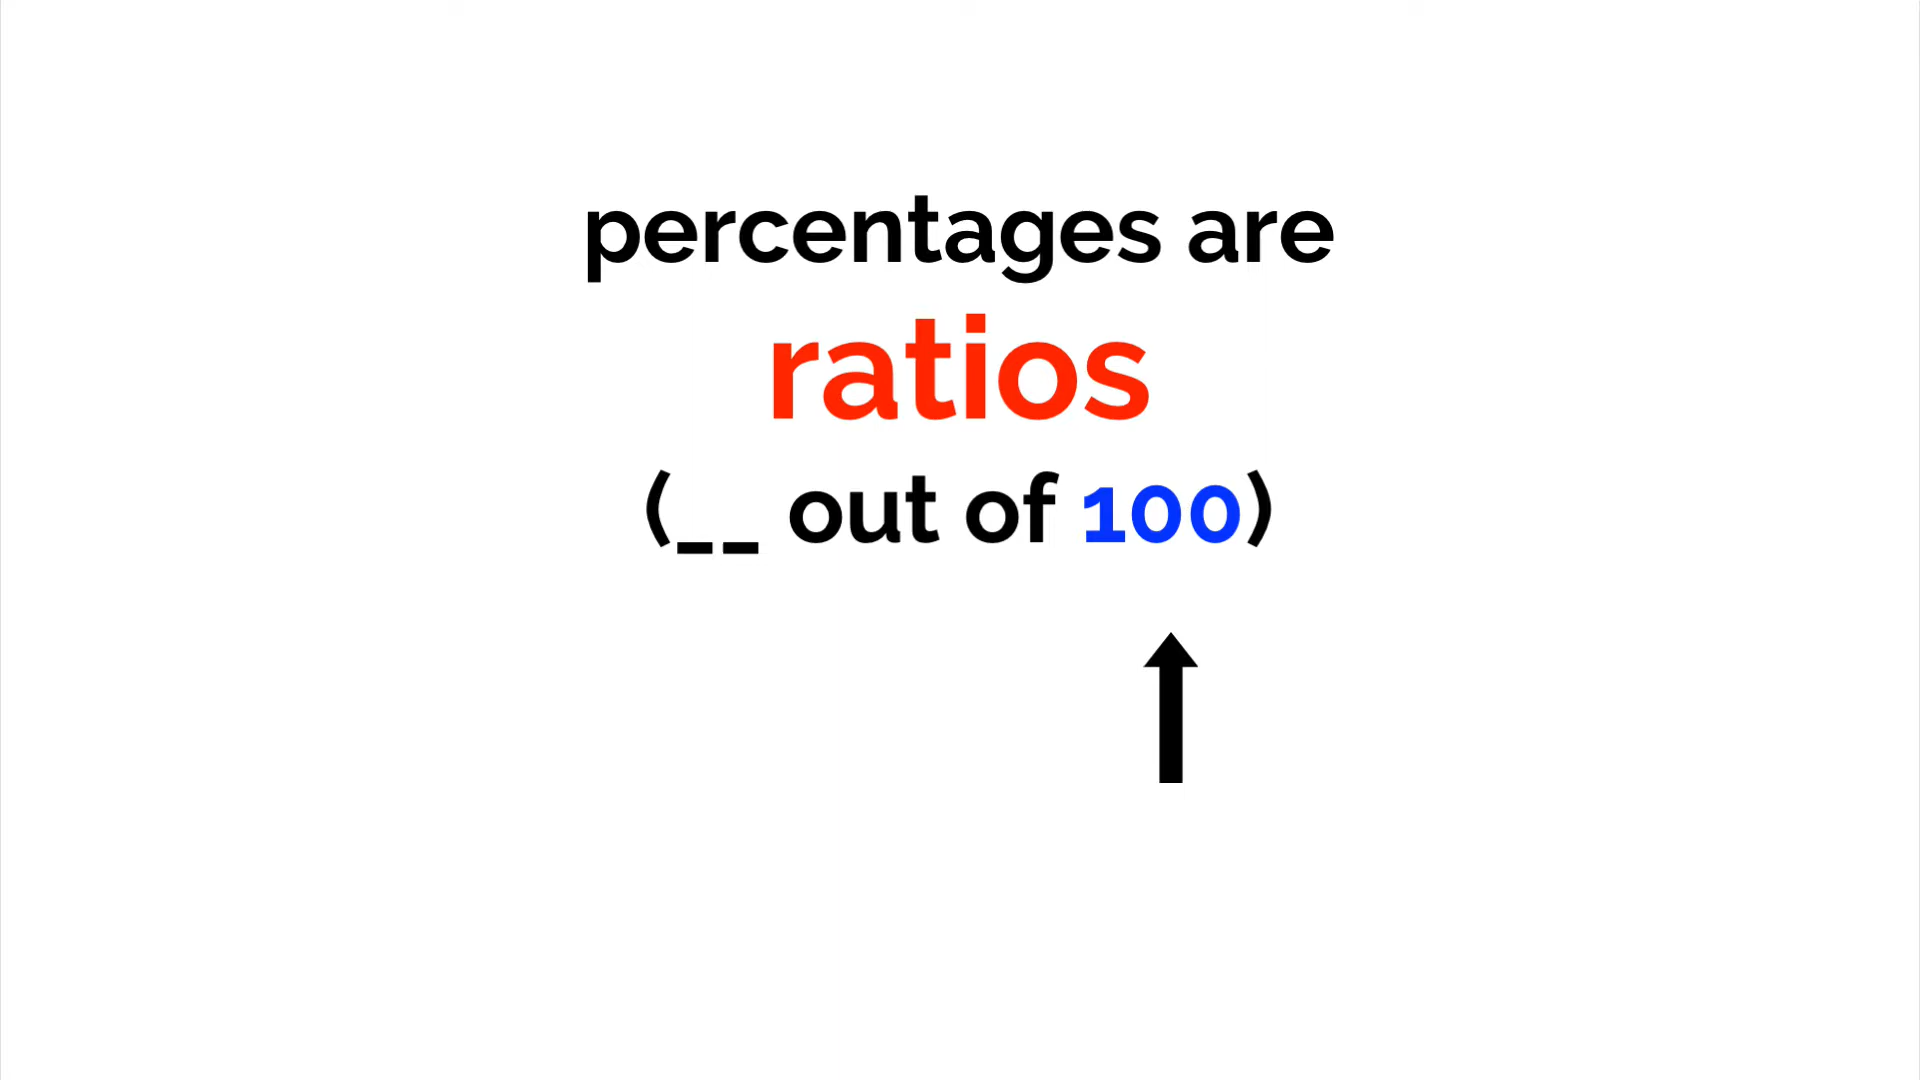 percentages are
ratios
(__ out of 100)